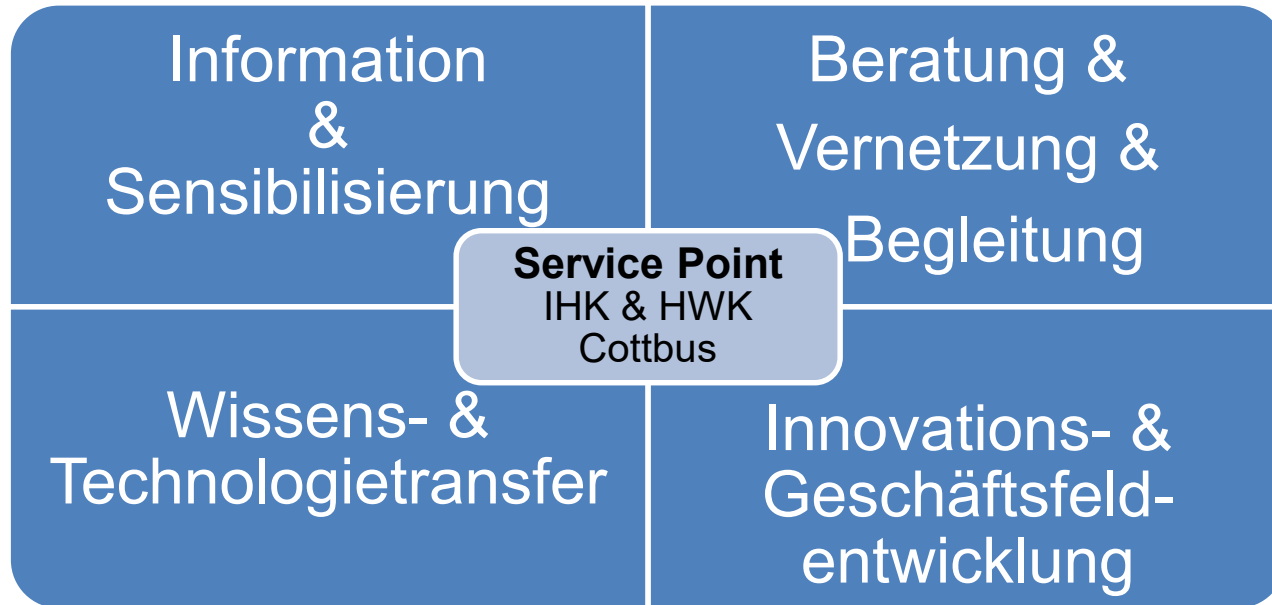 Information
&
Sensibilisierung
Beratung &
Vernetzung &
Begleitung
Service Point
IHK & HWK
Cottbus
Wissens- &
Technologietransfer
Innovations- &
Geschäftsfeld-
entwicklung